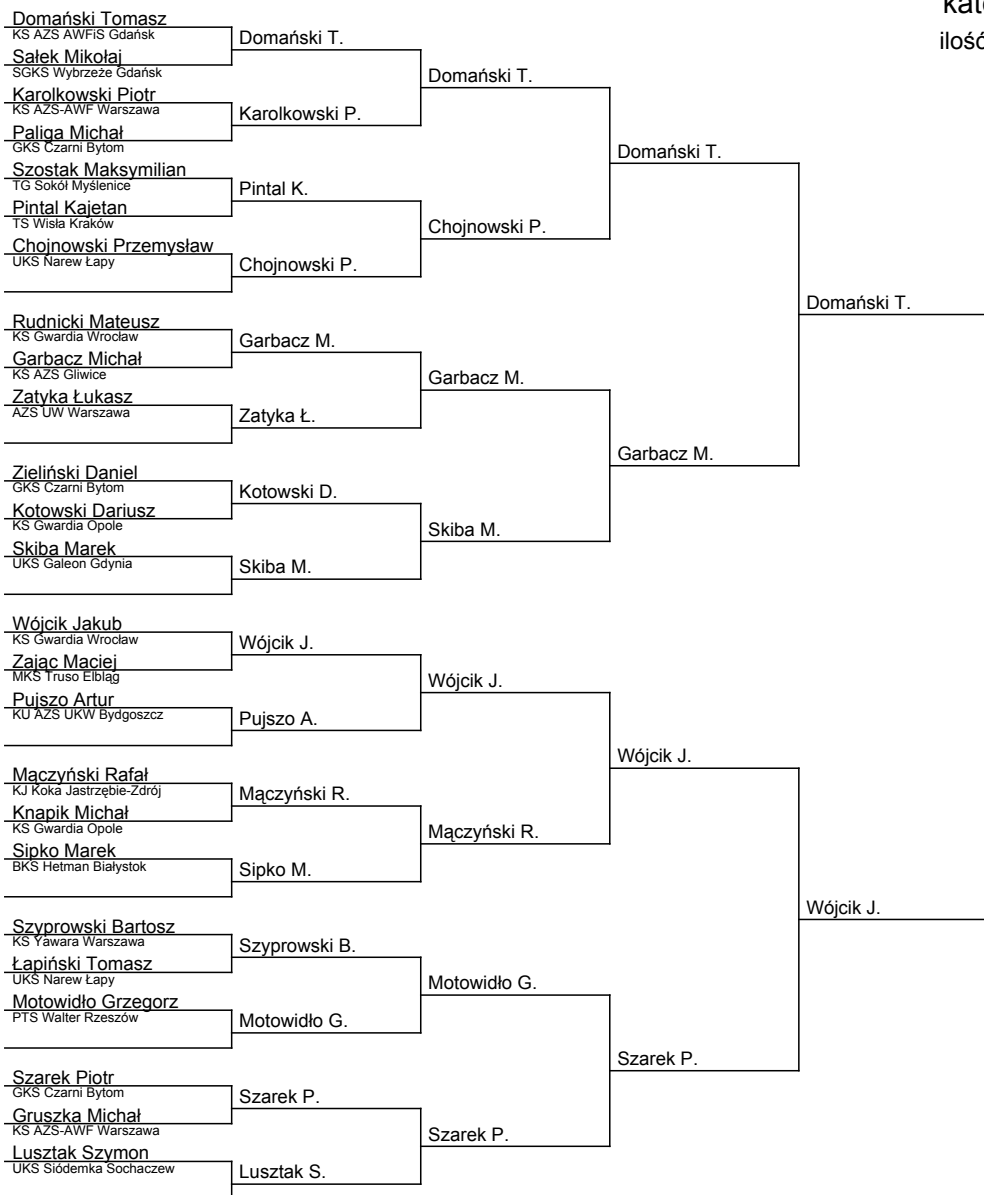 kate
ilość
Domański Tomasz
KS AZS AWFiS Gdańsk
Sałek Mikołaj
SGKS Wybrzeże Gdańsk
Karolkowski Piotr
KS AZS-AWF Warszawa
Paliga Michał
GKS Czarni Bytom
Szostak Maksymilian
TG Sokół Myślenice
Pintal Kajetan
TS Wisła Kraków
Chojnowski Przemysław
UKS Narew Łapy
Rudnicki Mateusz
KS Gwardia Wrocław
Garbacz Michał
KS AZS Gliwice
Zatyka Łukasz
AZS UW Warszawa
Zieliński Daniel
GKS Czarni Bytom
Kotowski Dariusz
KS Gwardia Opole
Skiba Marek
UKS Galeon Gdynia
Wójcik Jakub
KS Gwardia Wrocław
Zając Maciej
MKS Truso Elbląg
Pujszo Artur
KU AZS UKW Bydgoszcz
Mączyński Rafał
KJ Koka Jastrzębie-Zdrój
Knapik Michał
KS Gwardia Opole
Sipko Marek
BKS Hetman Białystok
Szyprowski Bartosz
KS Yawara Warszawa
Łapiński Tomasz
UKS Narew Łapy
Motowidło Grzegorz
PTS Walter Rzeszów
Szarek Piotr
GKS Czarni Bytom
Gruszka Michał
KS AZS-AWF Warszawa
Lusztak Szymon
UKS Siódemka Sochaczew
Domański T.
Karolkowski P.
Pintal K.
Chojnowski P.
Garbacz M.
Zatyka Ł.
Kotowski D.
Skiba M.
Wójcik J.
Pujszo A.
Mączyński R.
Sipko M.
Szyprowski B.
Motowidło G.
Szarek P.
Lusztak S.
Domański T.
Chojnowski P.
Garbacz M.
Skiba M.
Wójcik J.
Mączyński R.
Motowidło G.
Szarek P.
Domański T.
Garbacz M.
Wójcik J.
Szarek P.
Domański T.
Wójcik J.